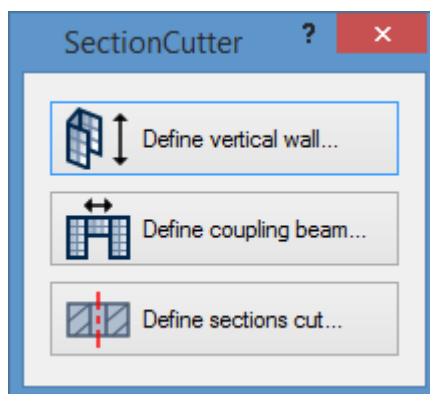 SectionCutter ? ×
Define vertical wall...
Define coupling beam...
Define sections cut...